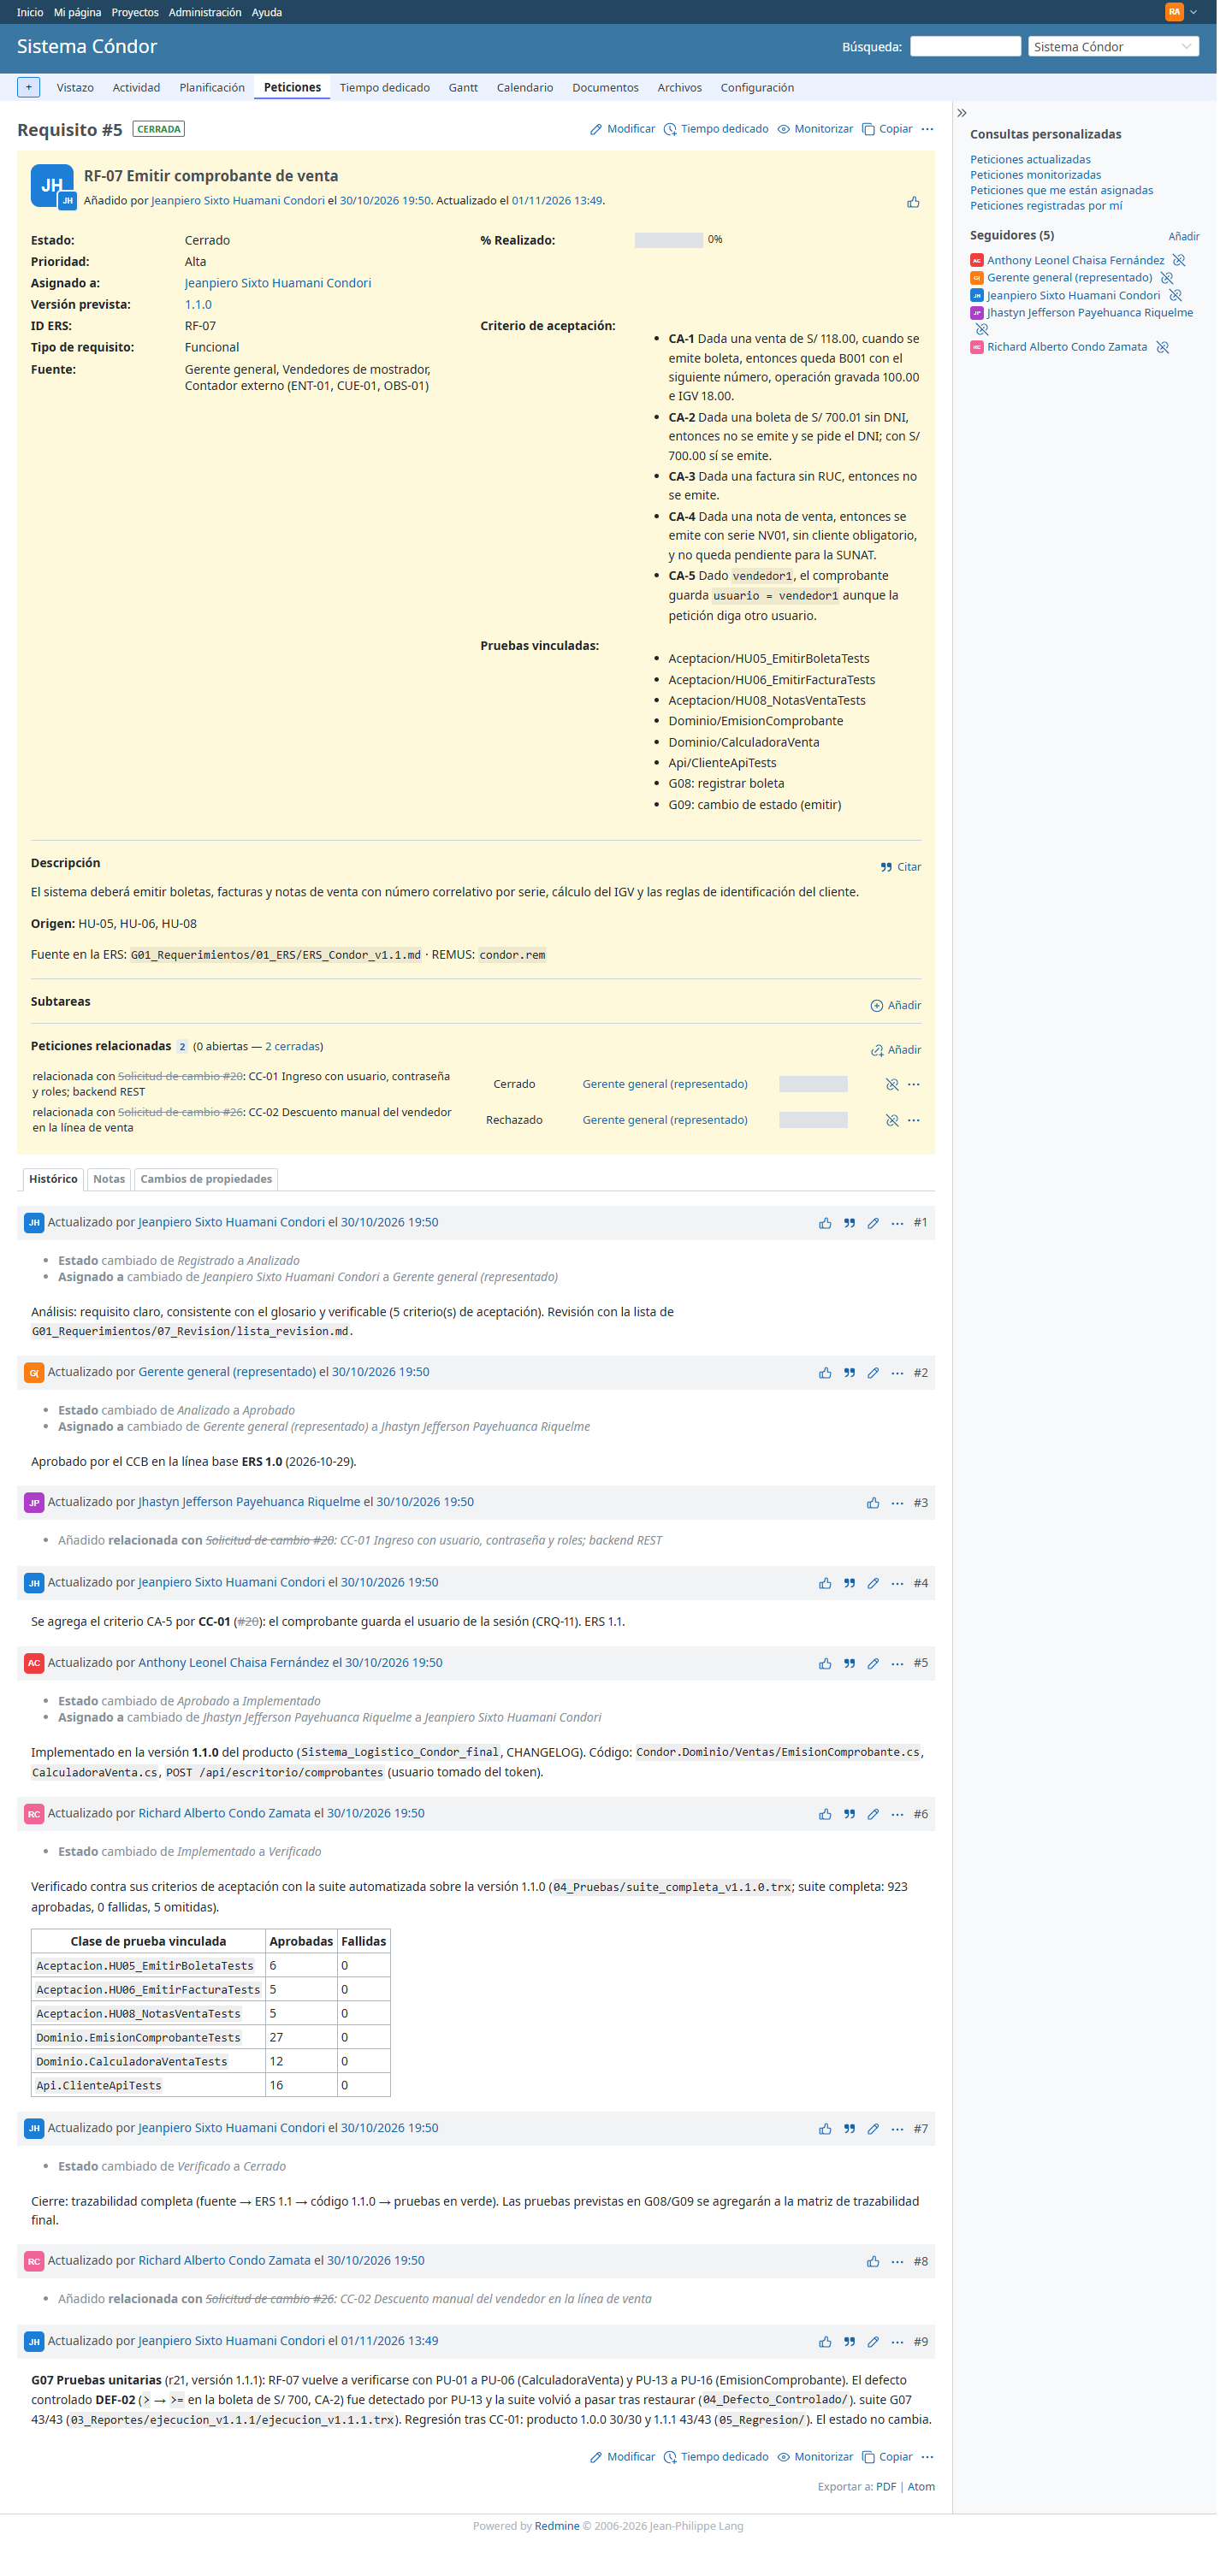 Inicio Mi página Proyectos Administración Ayuda
RA
Sistema Cóndor
Búsqueda:
Sistema Cóndor
+ Vistazo Actividad Planificación Peticiones Tiempo dedicado Gantt Calendario Documentos Archivos Configuración
Requisito #5 CERRADA
Modificar Tiempo dedicado Monitorizar Copiar
JH
JH
RF-07 Emitir comprobante de venta
Añadido por Jeanpiero Sixto Huamani Condori el 30/10/2026 19:50. Actualizado el 01/11/2026 13:49.
Estado: Cerrado
% Realizado: 0%
Prioridad: Alta
Asignado a: Jeanpiero Sixto Huamani Condori
Versión prevista: 1.1.0
ID ERS: RF-07
Tipo de requisito: Funcional
Fuente: Gerente general, Vendedores de mostrador,
Contador externo (ENT-01, CUE-01, OBS-01)
Criterio de aceptación:
• CA-1 Dada una venta de S/ 118.00, cuando se
emite boleta, entonces queda B001 con el
siguiente número, operación gravada 100.00
e IGV 18.00.
• CA-2 Dada una boleta de S/ 700.01 sin DNI,
entonces no se emite y se pide el DNI; con S/
700.00 sí se emite.
• CA-3 Dada una factura sin RUC, entonces no
se emite.
• CA-4 Dada una nota de venta, entonces se
emite con serie NV01, sin cliente obligatorio,
y no queda pendiente para la SUNAT.
• CA-5 Dado vendedor1, el comprobante
guarda usuario = vendedor1 aunque la
petición diga otro usuario.
Pruebas vinculadas:
• Aceptacion/HU05_EmitirBoletaTests
• Aceptacion/HU06_EmitirFacturaTests
• Aceptacion/HU08_NotasVentaTests
• Dominio/EmisionComprobante
• Dominio/CalculadoraVenta
• Api/ClienteApiTests
• G08: registrar boleta
• G09: cambio de estado (emitir)
Descripción
Citar
El sistema deberá emitir boletas, facturas y notas de venta con número correlativo por serie, cálculo del IGV y las reglas de identificación del cliente.
Origen: HU-05, HU-06, HU-08
Fuente en la ERS: G01_Requerimientos/01_ERS/ERS_Condor_v1.1.md · REMUS: condor.rem
Subtareas
Añadir
Peticiones relacionadas 2 (0 abiertas — 2 cerradas)
Añadir
relacionada con Solicitud de cambio #20: CC-01 Ingreso con usuario, contraseña
y roles; backend REST
Cerrado Gerente general (representado)
relacionada con Solicitud de cambio #26: CC-02 Descuento manual del vendedor
en la línea de venta
Rechazado Gerente general (representado)
Histórico Notas Cambios de propiedades
JH Actualizado por Jeanpiero Sixto Huamani Condori el 30/10/2026 19:50 #1
• Estado cambiado de Registrado a Analizado
• Asignado a cambiado de Jeanpiero Sixto Huamani Condori a Gerente general (representado)
Análisis: requisito claro, consistente con el glosario y verificable (5 criterio(s) de aceptación). Revisión con la lista de
G01_Requerimientos/07_Revision/lista_revision.md.
G( Actualizado por Gerente general (representado) el 30/10/2026 19:50 #2
• Estado cambiado de Analizado a Aprobado
• Asignado a cambiado de Gerente general (representado) a Jhastyn Jefferson Payehuanca Riquelme
Aprobado por el CCB en la línea base ERS 1.0 (2026-10-29).
JP Actualizado por Jhastyn Jefferson Payehuanca Riquelme el 30/10/2026 19:50 #3
• Añadido relacionada con Solicitud de cambio #20: CC-01 Ingreso con usuario, contraseña y roles; backend REST
JH Actualizado por Jeanpiero Sixto Huamani Condori el 30/10/2026 19:50 #4
Se agrega el criterio CA-5 por CC-01 (#20): el comprobante guarda el usuario de la sesión (CRQ-11). ERS 1.1.
AC Actualizado por Anthony Leonel Chaisa Fernández el 30/10/2026 19:50 #5
• Estado cambiado de Aprobado a Implementado
• Asignado a cambiado de Jhastyn Jefferson Payehuanca Riquelme a Jeanpiero Sixto Huamani Condori
Implementado en la versión 1.1.0 del producto (Sistema_Logistico_Condor_final, CHANGELOG). Código: Condor.Dominio/Ventas/EmisionComprobante.cs,
CalculadoraVenta.cs, POST /api/escritorio/comprobantes (usuario tomado del token).
RC Actualizado por Richard Alberto Condo Zamata el 30/10/2026 19:50 #6
• Estado cambiado de Implementado a Verificado
Verificado contra sus criterios de aceptación con la suite automatizada sobre la versión 1.1.0 (04_Pruebas/suite_completa_v1.1.0.trx; suite completa: 923
aprobadas, 0 fallidas, 5 omitidas).
Clase de prueba vinculada Aprobadas Fallidas
Aceptacion.HU05_EmitirBoletaTests 6 0
Aceptacion.HU06_EmitirFacturaTests 5 0
Aceptacion.HU08_NotasVentaTests 5 0
Dominio.EmisionComprobanteTests 27 0
Dominio.CalculadoraVentaTests 12 0
Api.ClienteApiTests 16 0
JH Actualizado por Jeanpiero Sixto Huamani Condori el 30/10/2026 19:50 #7
• Estado cambiado de Verificado a Cerrado
Cierre: trazabilidad completa (fuente → ERS 1.1 → código 1.1.0 → pruebas en verde). Las pruebas previstas en G08/G09 se agregarán a la matriz de trazabilidad
final.
RC Actualizado por Richard Alberto Condo Zamata el 30/10/2026 19:50 #8
• Añadido relacionada con Solicitud de cambio #26: CC-02 Descuento manual del vendedor en la línea de venta
JH Actualizado por Jeanpiero Sixto Huamani Condori el 01/11/2026 13:49 #9
G07 Pruebas unitarias (r21, versión 1.1.1): RF-07 vuelve a verificarse con PU-01 a PU-06 (CalculadoraVenta) y PU-13 a PU-16 (EmisionComprobante). El defecto
controlado DEF-02 (> → >= en la boleta de S/ 700, CA-2) fue detectado por PU-13 y la suite volvió a pasar tras restaurar (04_Defecto_Controlado/). suite G07
43/43 (03_Reportes/ejecucion_v1.1.1/ejecucion_v1.1.1.trx). Regresión tras CC-01: producto 1.0.0 30/30 y 1.1.1 43/43 (05_Regresion/). El estado no cambia.
Modificar Tiempo dedicado Monitorizar Copiar
Exportar a: PDF | Atom
Consultas personalizadas
Peticiones actualizadas
Peticiones monitorizadas
Peticiones que me están asignadas
Peticiones registradas por mí
Seguidores (5) Añadir
AC Anthony Leonel Chaisa Fernández
G( Gerente general (representado)
JH Jeanpiero Sixto Huamani Condori
JP Jhastyn Jefferson Payehuanca Riquelme
RC Richard Alberto Condo Zamata
Powered by Redmine © 2006-2026 Jean-Philippe Lang